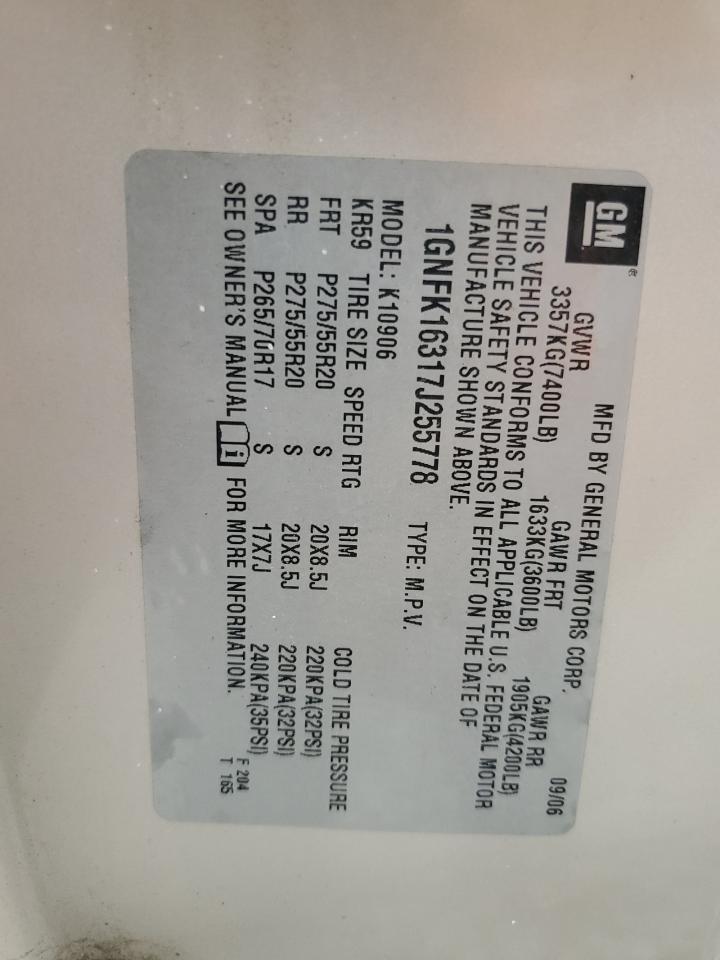 GM®
MFD BY GENERAL MOTORS CORP. 09/06
GVWR GAWR FRT GAWR RR
3357KG(7400LB) 1633KG(3600LB) 1905KG(4200LB)
THIS VEHICLE CONFORMS TO ALL APPLICABLE U.S. FEDERAL MOTOR
VEHICLE SAFETY STANDARDS IN EFFECT ON THE DATE OF
MANUFACTURE SHOWN ABOVE.
1GNFK16317J255778 TYPE: M.P.V.
MODEL: K10906
KR59 TIRE SIZE SPEED RTG RIM COLD TIRE PRESSURE
FRT P275/55R20 S 20X8.5J 220KPA(32PSI)
RR P275/55R20 S 20X8.5J 220KPA(32PSI)
SPA P265/70R17 S 17X7J 240KPA(35PSI)
SEE OWNER'S MANUAL i FOR MORE INFORMATION.
F 204
T 165